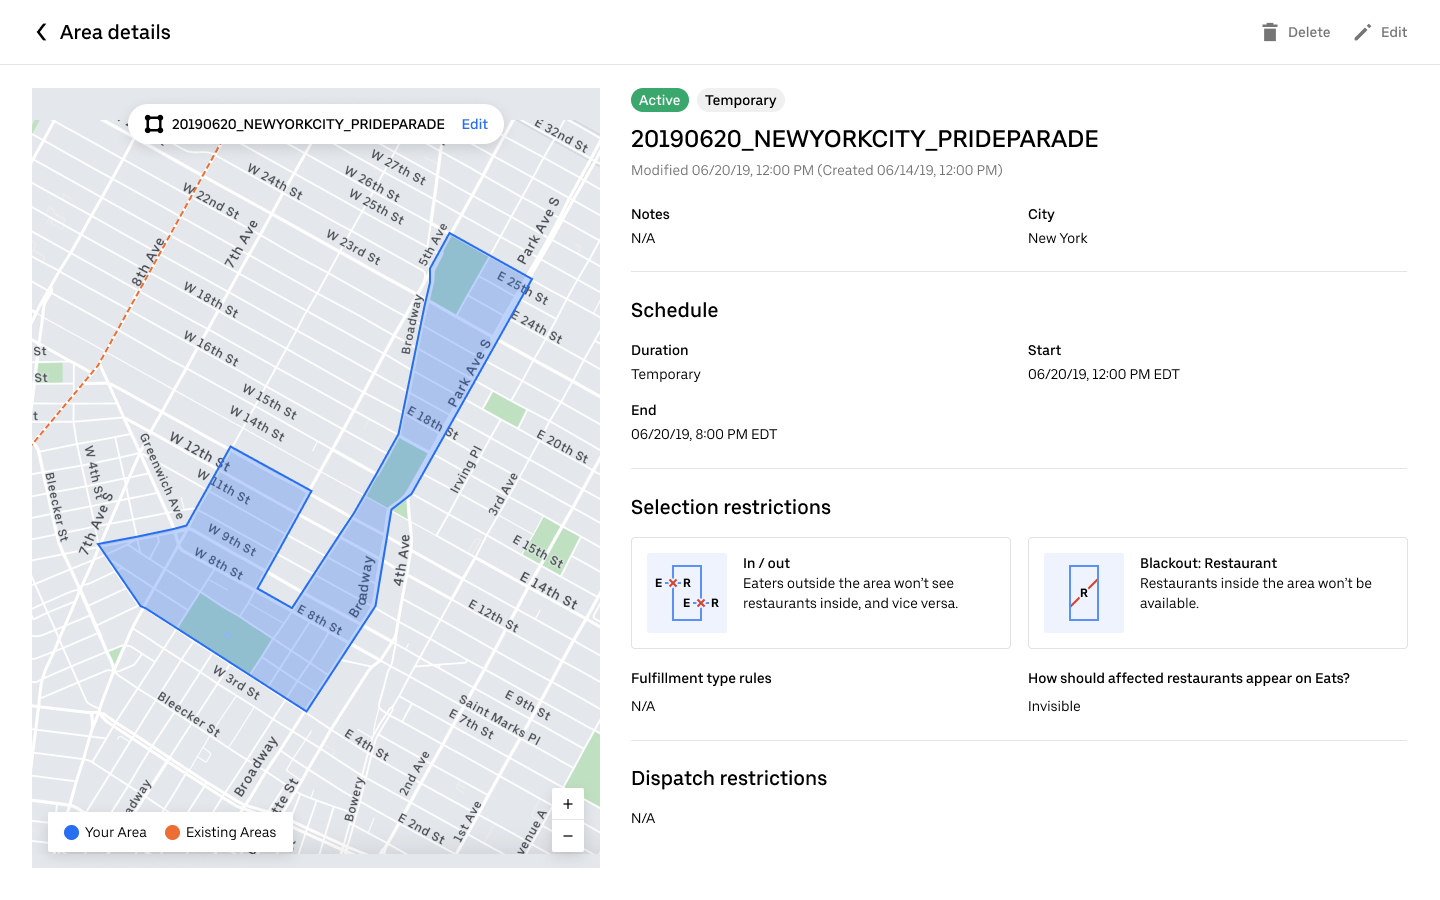 Area details
Delete
Edit
20190620_NEWYORKCITY_PRIDEPARADE
Edit
E 32nd St
W 27th St
W 26th St
W 25th St
W 24th St
W 22nd St
W 23rd St
5th Ave
Park Ave S
7th Ave
8th Ave
E 25th St
E 24th St
W 18th St
Broadway
W 16th St
Park Ave S
St
St
t
W 15th St
W 14th St
E 18th St
E 20th St
W 12th St
W 11th St
Greenwich Ave
W 4th St
Bleecker St
7th Ave S
Irving Pl
3rd Ave
W 9th St
W 8th St
E 15th St
E 14th St
4th Ave
Broadway
E 8th St
E 12th St
W 3rd St
Bleecker St
E 9th St
Saint Marks Pl
E 7th St
E 4th St
Broadway
2nd Ave
Bowery
tte St
adway
E 2nd St
1st Ave
venue A
Your Area
Existing Areas
+
−
Active
Temporary
20190620_NEWYORKCITY_PRIDEPARADE
Modified 06/20/19, 12:00 PM (Created 06/14/19, 12:00 PM)
Notes
N/A
City
New York
Schedule
Duration
Temporary
Start
06/20/19, 12:00 PM EDT
End
06/20/19, 8:00 PM EDT
Selection restrictions
E R
E R
In / out
Eaters outside the area won’t see
restaurants inside, and vice versa.
R
Blackout: Restaurant
Restaurants inside the area won’t be
available.
Fulfillment type rules
N/A
How should affected restaurants appear on Eats?
Invisible
Dispatch restrictions
N/A